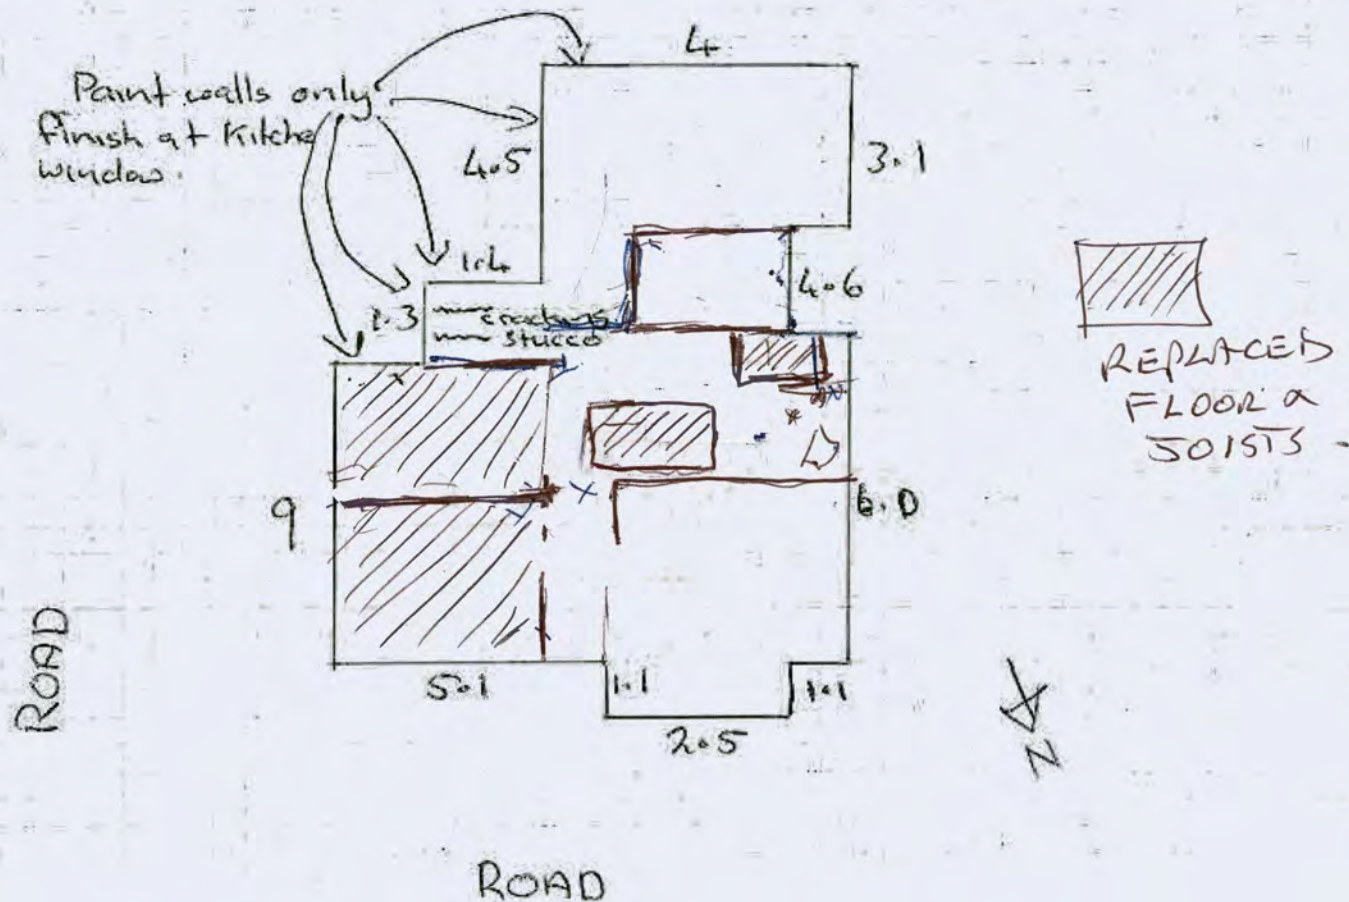 4
Paint walls only
Finish at Kitche
window.
4.5
3.1
1.4
4.6
1.3
cracking
stucco
REPLACED
FLOOR &
JOISTS
9
6.0
ROAD
5.1
1.1
1.1
2.5
N
ROAD